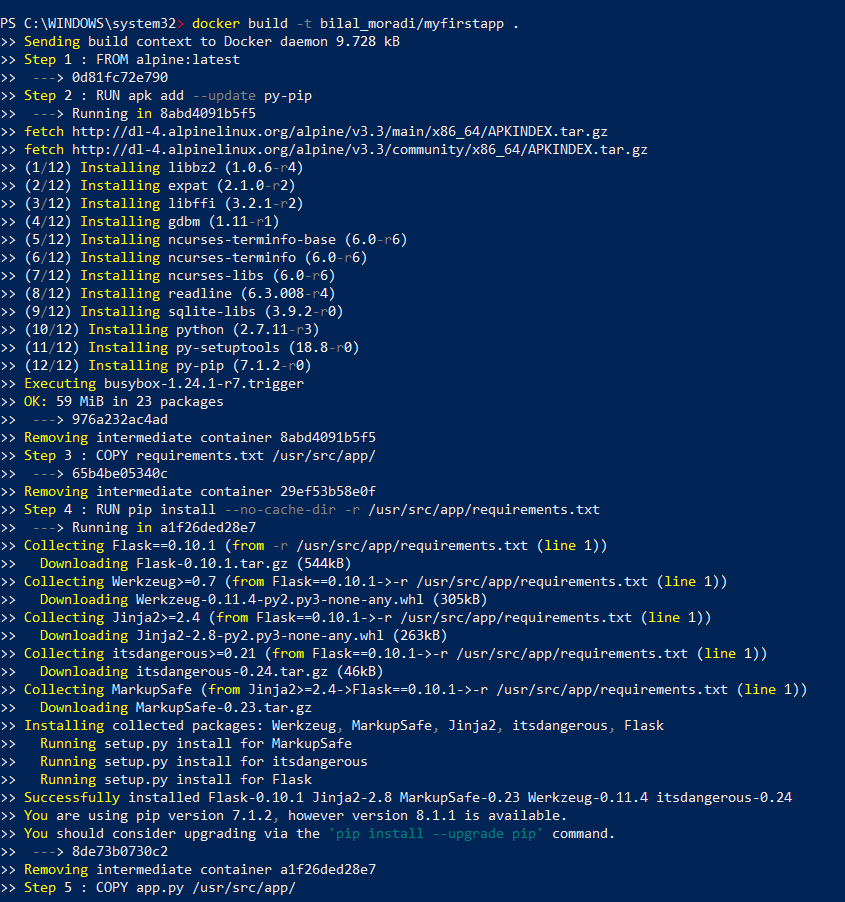 PS C:\WINDOWS\system32> docker build -t bilal_moradi/myfirstapp .
>> Sending build context to Docker daemon 9.728 kB
>> Step 1 : FROM alpine:latest
>>  ---> 0d81fc72e790
>> Step 2 : RUN apk add --update py-pip
>>  ---> Running in 8abd4091b5f5
>> fetch http://dl-4.alpinelinux.org/alpine/v3.3/main/x86_64/APKINDEX.tar.gz
>> fetch http://dl-4.alpinelinux.org/alpine/v3.3/community/x86_64/APKINDEX.tar.gz
>> (1/12) Installing libbz2 (1.0.6-r4)
>> (2/12) Installing expat (2.1.0-r2)
>> (3/12) Installing libffi (3.2.1-r2)
>> (4/12) Installing gdbm (1.11-r1)
>> (5/12) Installing ncurses-terminfo-base (6.0-r6)
>> (6/12) Installing ncurses-terminfo (6.0-r6)
>> (7/12) Installing ncurses-libs (6.0-r6)
>> (8/12) Installing readline (6.3.008-r4)
>> (9/12) Installing sqlite-libs (3.9.2-r0)
>> (10/12) Installing python (2.7.11-r3)
>> (11/12) Installing py-setuptools (18.8-r0)
>> (12/12) Installing py-pip (7.1.2-r0)
>> Executing busybox-1.24.1-r7.trigger
>> OK: 59 MiB in 23 packages
>>  ---> 976a232ac4ad
>> Removing intermediate container 8abd4091b5f5
>> Step 3 : COPY requirements.txt /usr/src/app/
>>  ---> 65b4be05340c
>> Removing intermediate container 29ef53b58e0f
>> Step 4 : RUN pip install --no-cache-dir -r /usr/src/app/requirements.txt
>>  ---> Running in a1f26ded28e7
>> Collecting Flask==0.10.1 (from -r /usr/src/app/requirements.txt (line 1))
>>   Downloading Flask-0.10.1.tar.gz (544kB)
>> Collecting Werkzeug>=0.7 (from Flask==0.10.1->-r /usr/src/app/requirements.txt (line 1))
>>   Downloading Werkzeug-0.11.4-py2.py3-none-any.whl (305kB)
>> Collecting Jinja2>=2.4 (from Flask==0.10.1->-r /usr/src/app/requirements.txt (line 1))
>>   Downloading Jinja2-2.8-py2.py3-none-any.whl (263kB)
>> Collecting itsdangerous>=0.21 (from Flask==0.10.1->-r /usr/src/app/requirements.txt (line 1))
>>   Downloading itsdangerous-0.24.tar.gz (46kB)
>> Collecting MarkupSafe (from Jinja2>=2.4->Flask==0.10.1->-r /usr/src/app/requirements.txt (line 1))
>>   Downloading MarkupSafe-0.23.tar.gz
>> Installing collected packages: Werkzeug, MarkupSafe, Jinja2, itsdangerous, Flask
>>   Running setup.py install for MarkupSafe
>>   Running setup.py install for itsdangerous
>>   Running setup.py install for Flask
>> Successfully installed Flask-0.10.1 Jinja2-2.8 MarkupSafe-0.23 Werkzeug-0.11.4 itsdangerous-0.24
>> You are using pip version 7.1.2, however version 8.1.1 is available.
>> You should consider upgrading via the 'pip install --upgrade pip' command.
>>  ---> 8de73b0730c2
>> Removing intermediate container a1f26ded28e7
>> Step 5 : COPY app.py /usr/src/app/